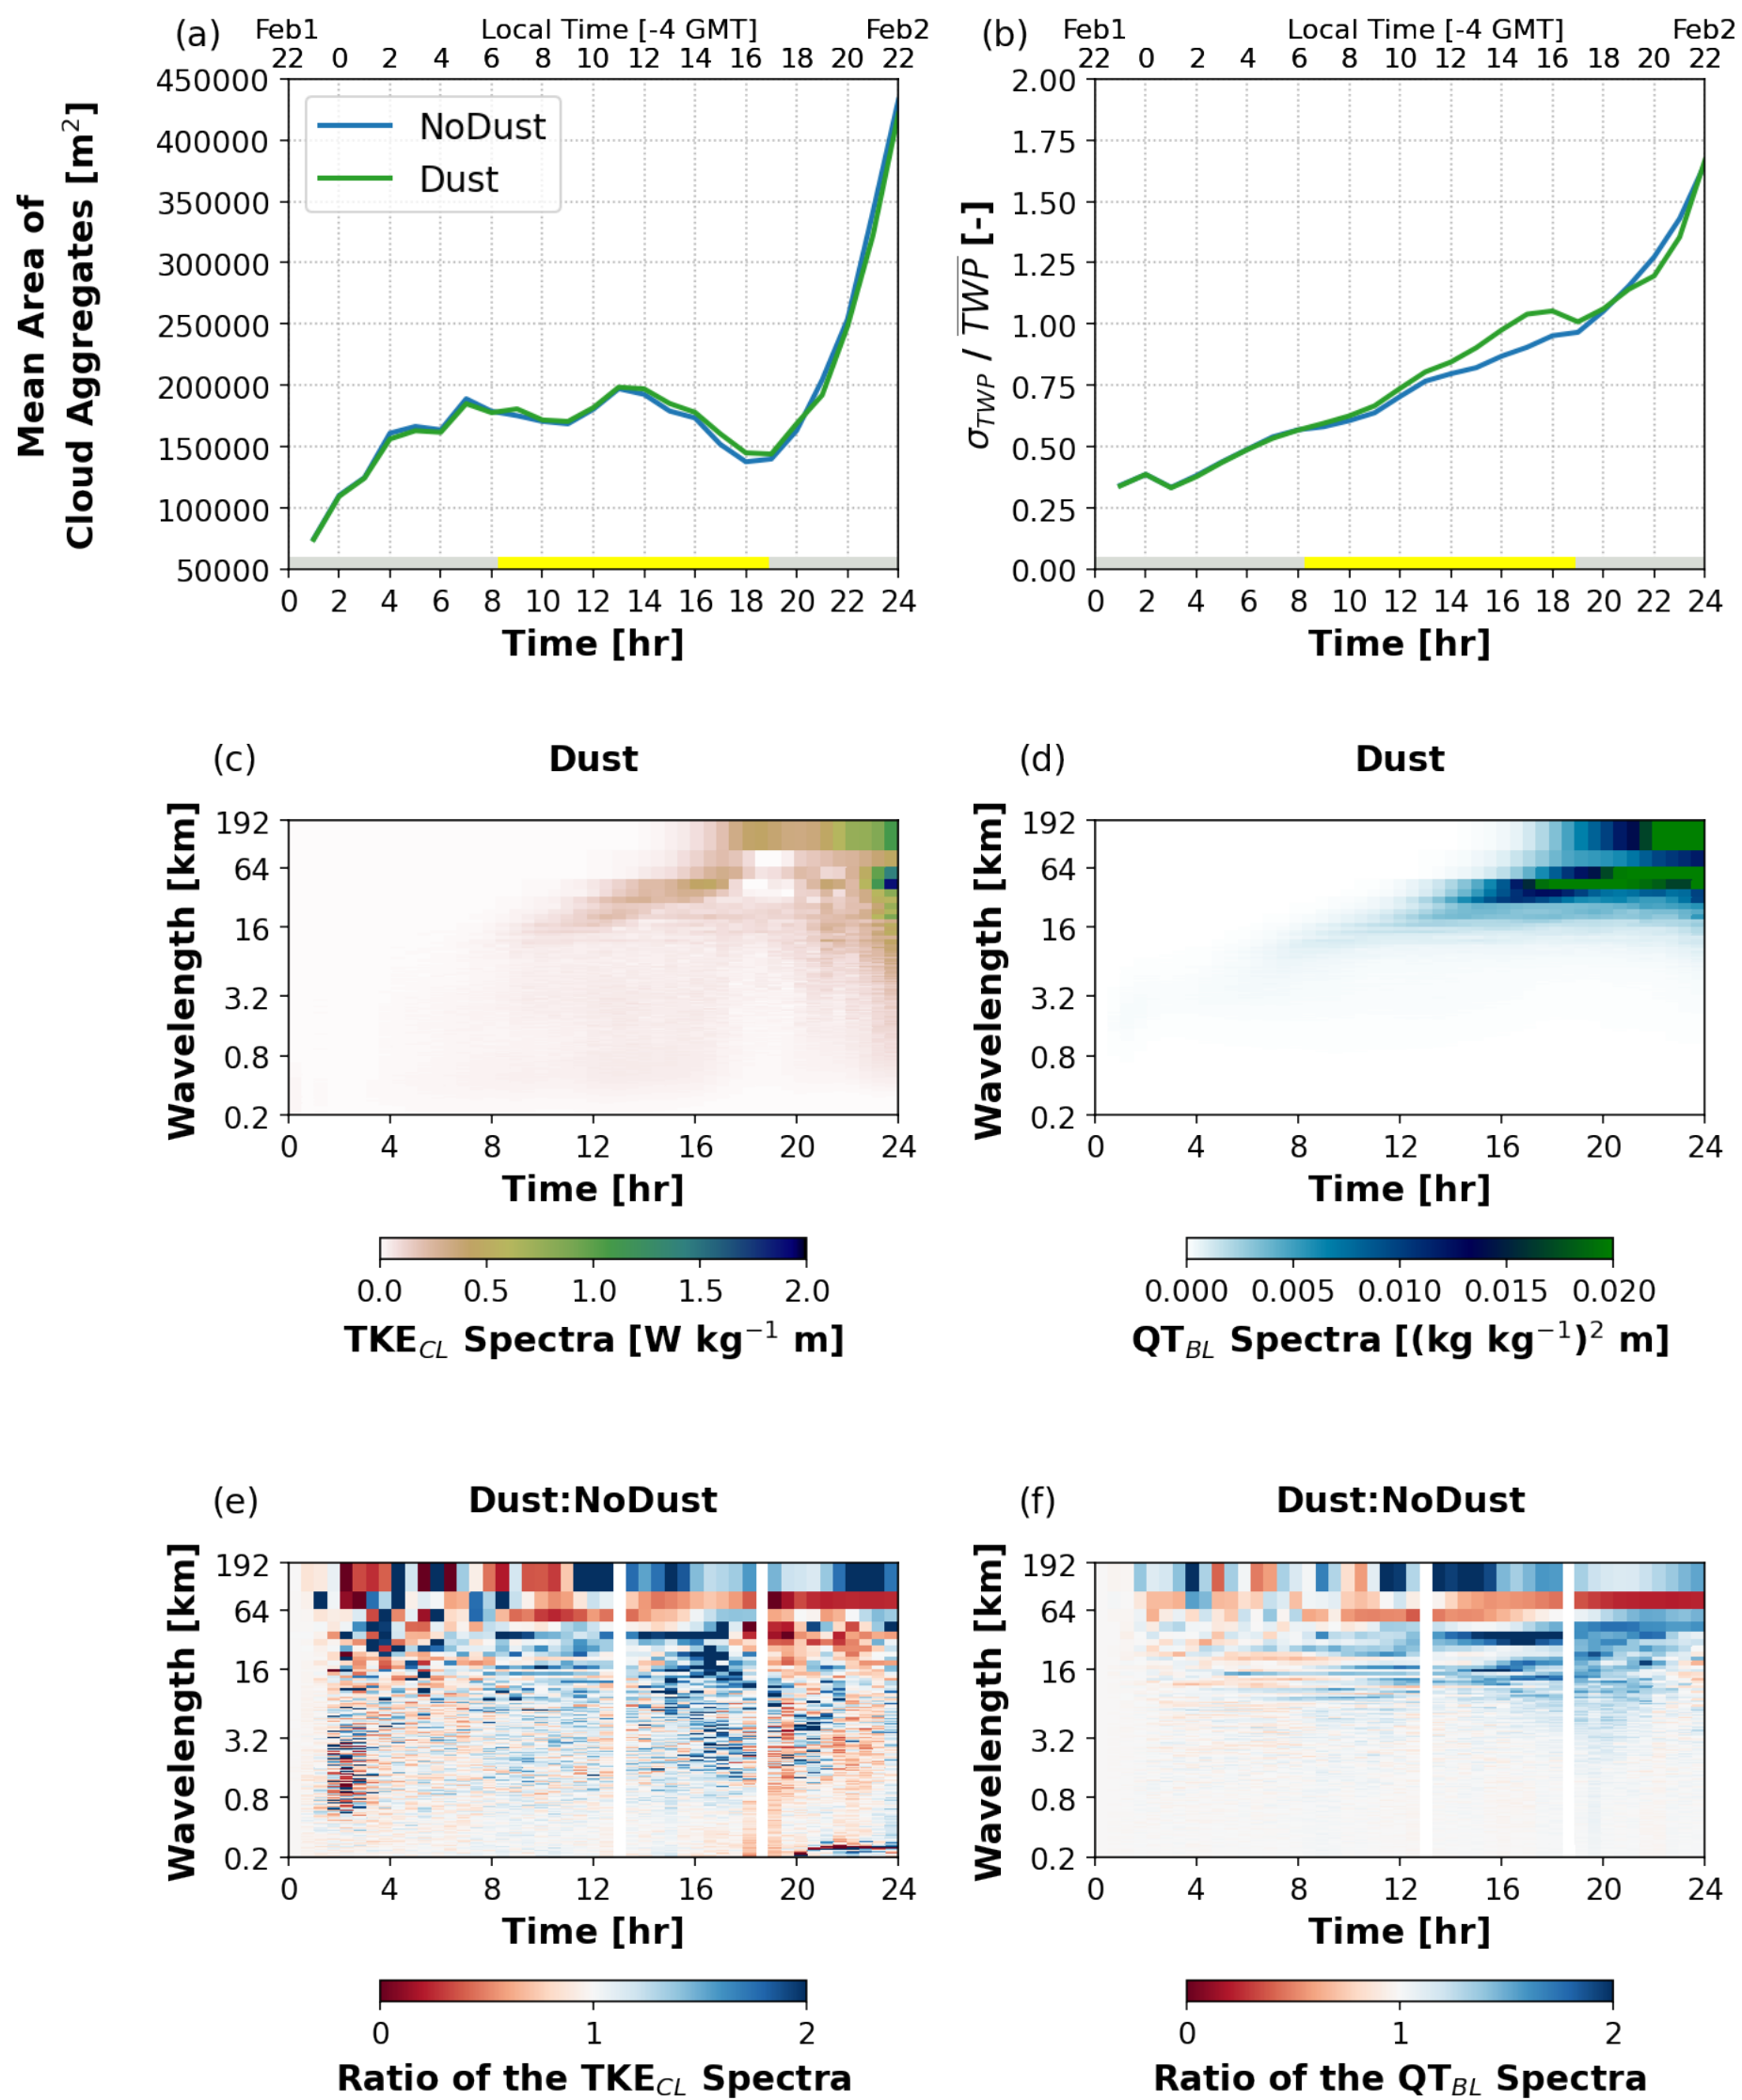 (a) Feb1 Local Time [-4 GMT] Feb2
22 0 2 4 6 8 10 12 14 16 18 20 22
450000
400000
350000
300000
250000
200000
150000
100000
50000
Mean Area of
Cloud Aggregates [m²]
NoDust
Dust
0 2 4 6 8 10 12 14 16 18 20 22 24
Time [hr]
(b) Feb1 Local Time [-4 GMT] Feb2
22 0 2 4 6 8 10 12 14 16 18 20 22
2.00
1.75
1.50
1.25
1.00
0.75
0.50
0.25
0.00
σ_TWP / TWP [-]
0 2 4 6 8 10 12 14 16 18 20 22 24
Time [hr]
(c) Dust
192
64
16
3.2
0.8
0.2
Wavelength [km]
0 4 8 12 16 20 24
Time [hr]
0.0 0.5 1.0 1.5 2.0
TKE_CL Spectra [W kg⁻¹ m]
(d) Dust
192
64
16
3.2
0.8
0.2
Wavelength [km]
0 4 8 12 16 20 24
Time [hr]
0.000 0.005 0.010 0.015 0.020
QT_BL Spectra [(kg kg⁻¹)² m]
(e) Dust:NoDust
192
64
16
3.2
0.8
0.2
Wavelength [km]
0 4 8 12 16 20 24
Time [hr]
0 1 2
Ratio of the TKE_CL Spectra
(f) Dust:NoDust
192
64
16
3.2
0.8
0.2
Wavelength [km]
0 4 8 12 16 20 24
Time [hr]
0 1 2
Ratio of the QT_BL Spectra